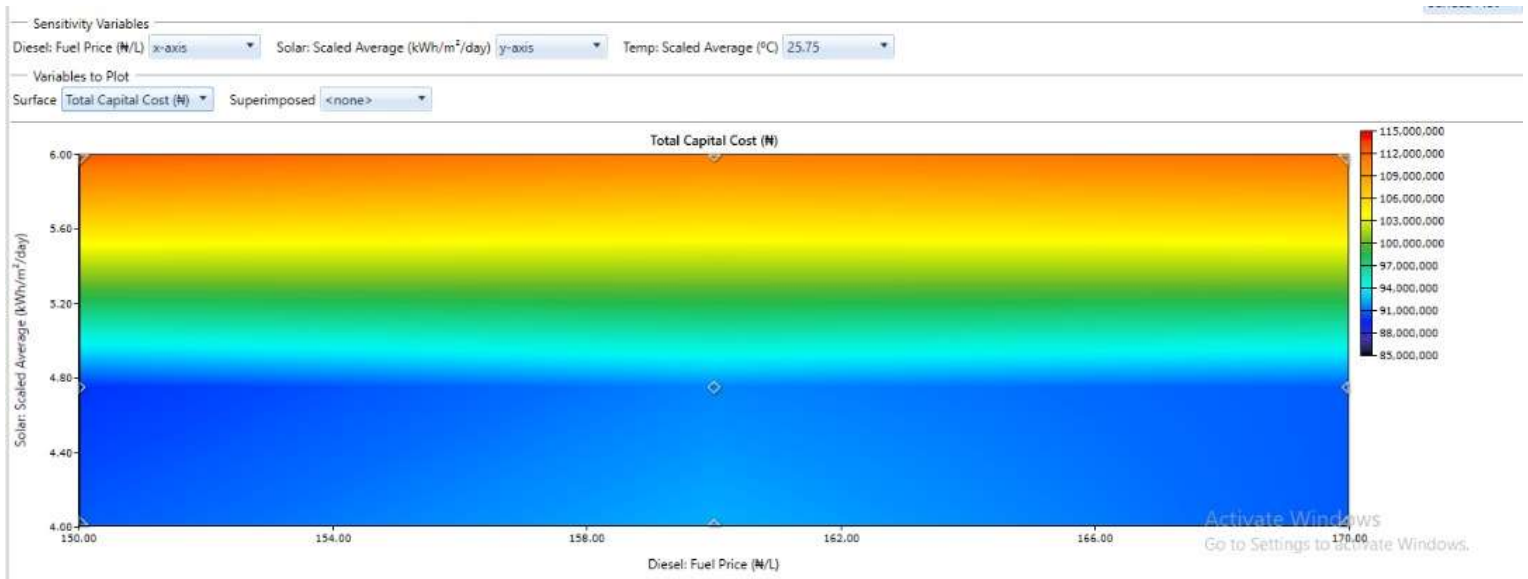 Sensitivity Variables
Diesel: Fuel Price (₦/L) x-axis Solar: Scaled Average (kWh/m²/day) y-axis Temp: Scaled Average (ºC) 25.75
Variables to Plot
Surface Total Capital Cost (₦) Superimposed <none>
Total Capital Cost (₦)
6.00
5.60
5.20
4.80
4.40
4.00
Solar: Scaled Average (kWh/m²/day)
115,000,000
112,000,000
109,000,000
106,000,000
103,000,000
100,000,000
97,000,000
94,000,000
91,000,000
88,000,000
85,000,000
150.00 154.00 158.00 162.00 166.00 170.00
Diesel: Fuel Price (₦/L)
Activate Windows
Go to Settings to activate Windows.